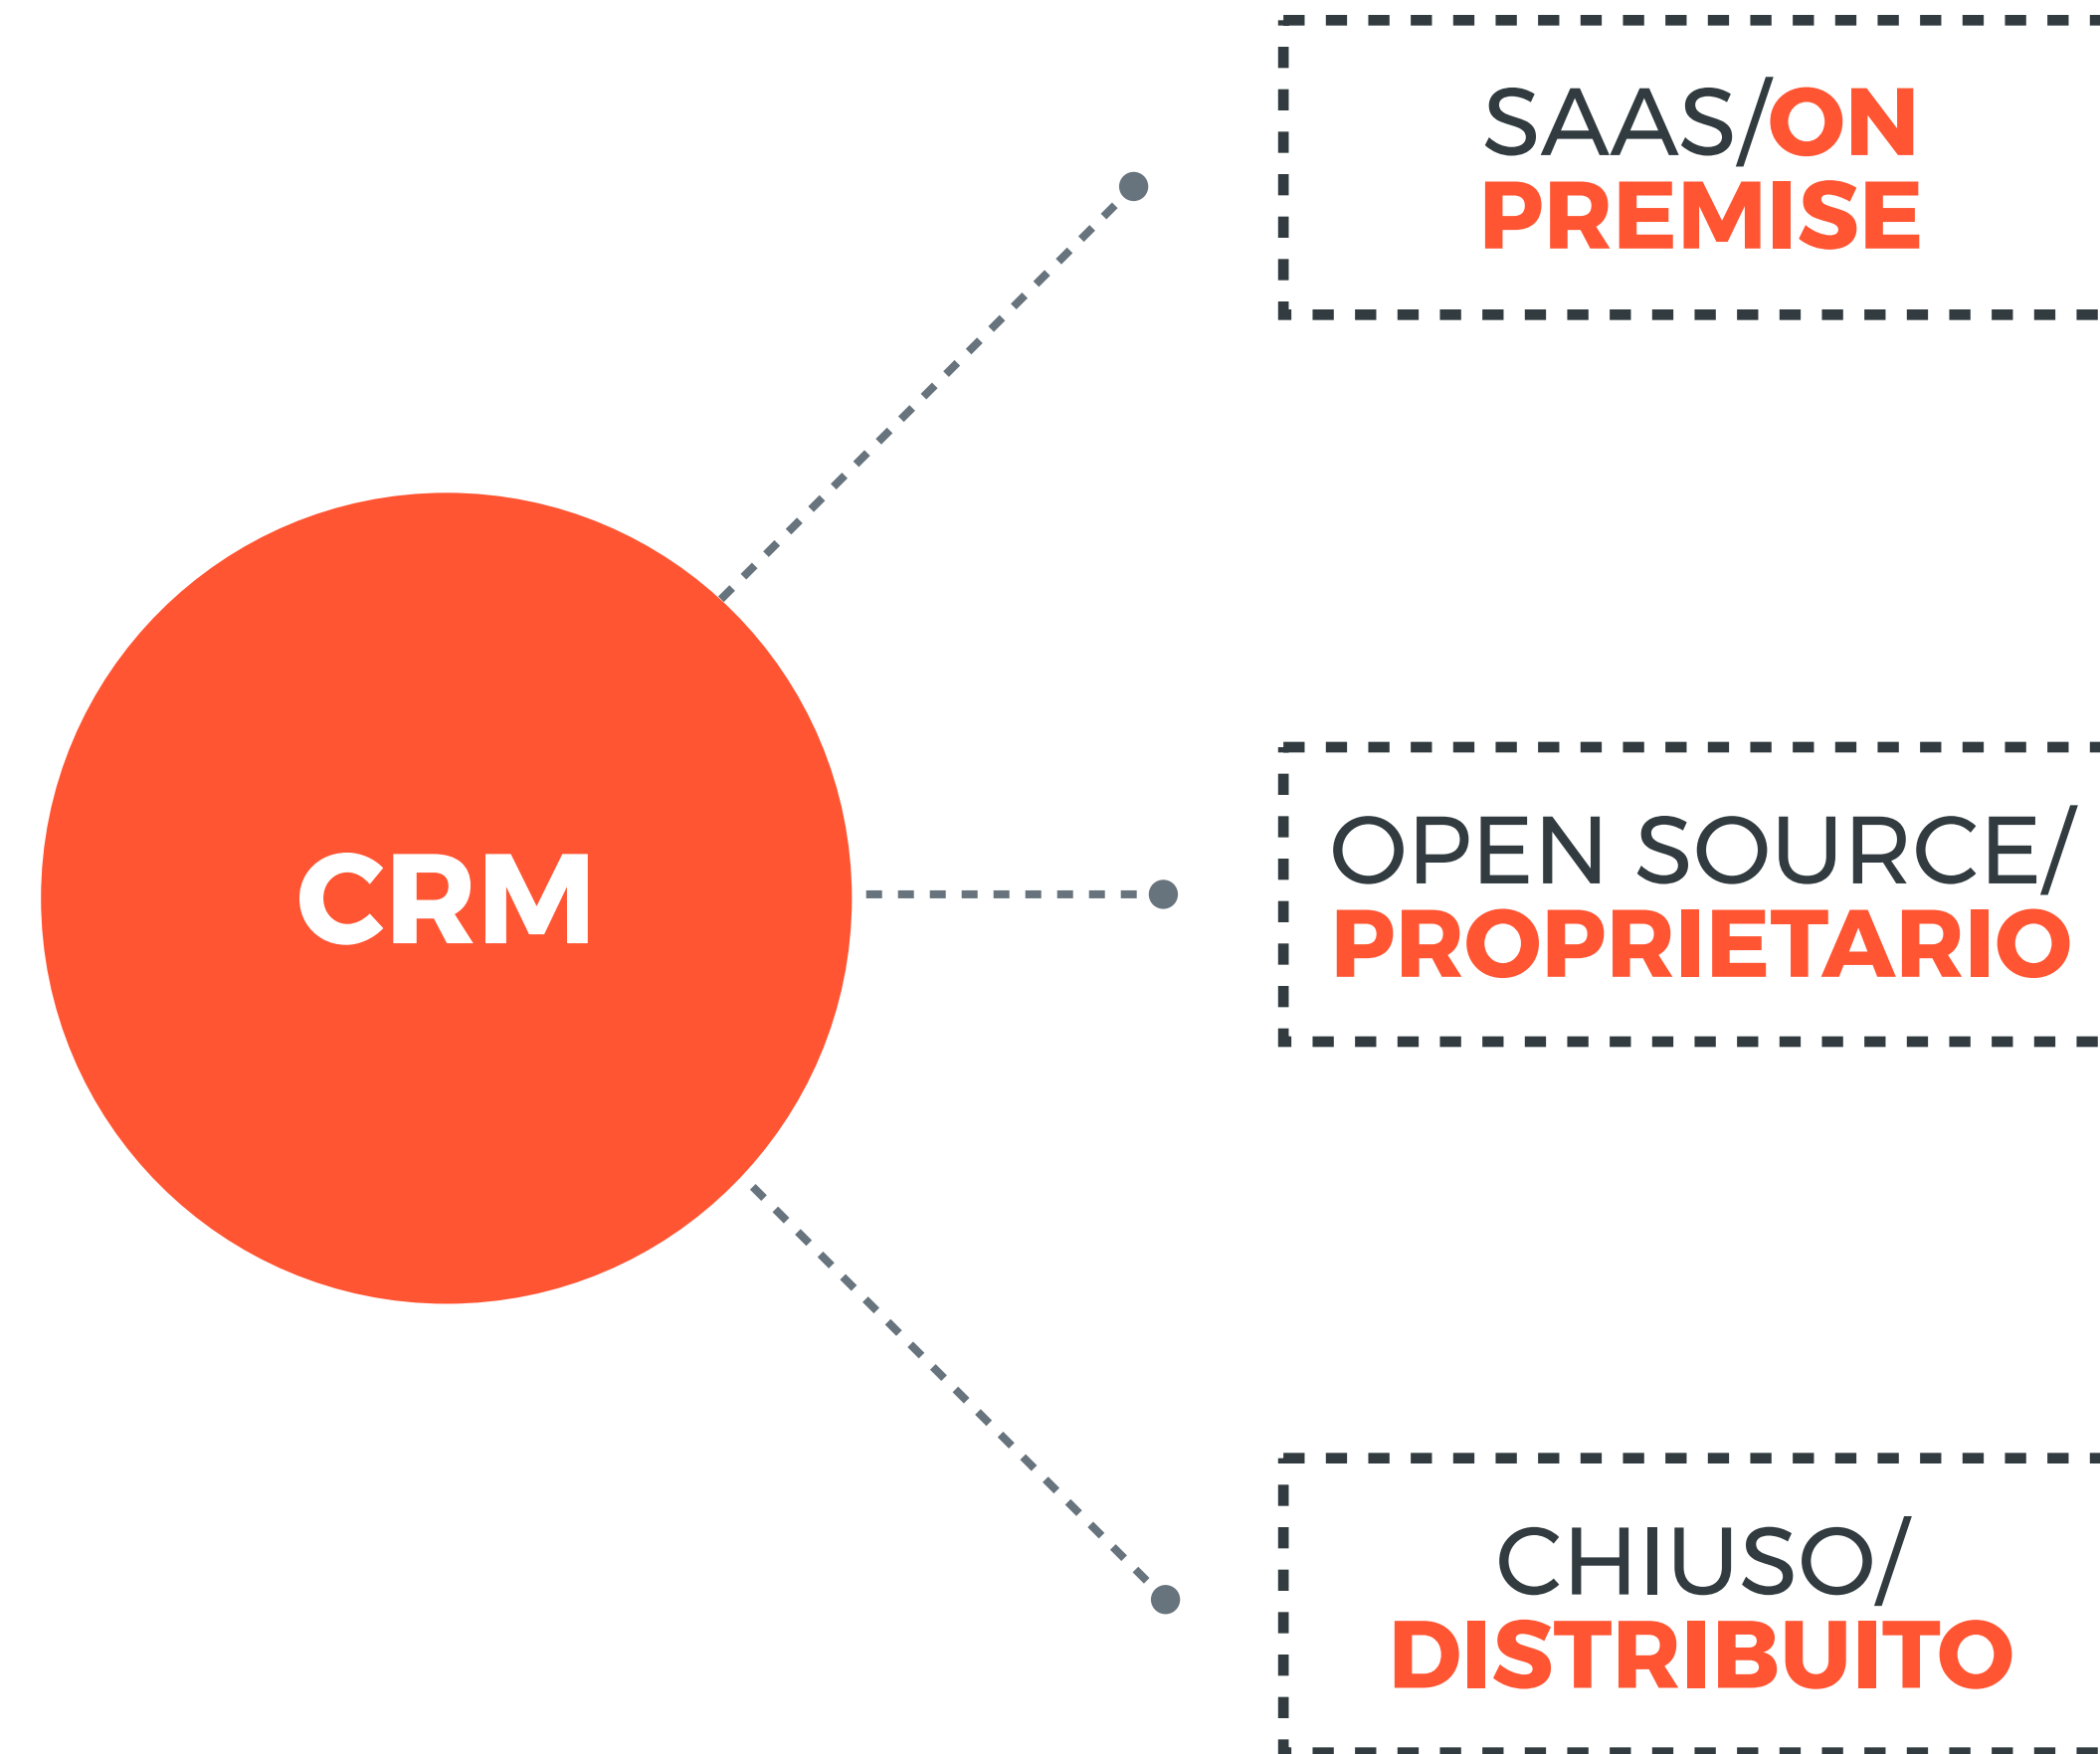 CRM
SAAS/ON
PREMISE
OPEN SOURCE/
PROPRIETARIO
CHIUSO/
DISTRIBUITO